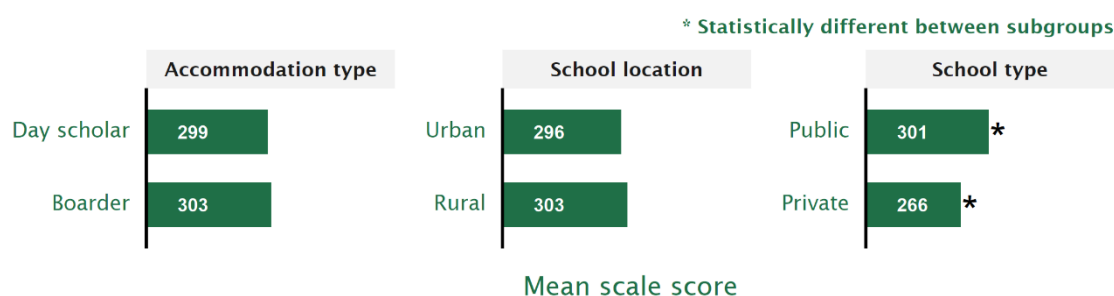 * Statistically different between subgroups
Accommodation type
Day scholar 299
Boarder 303
School location
Urban 296
Rural 303
School type
Public 301 *
Private 266 *
Mean scale score